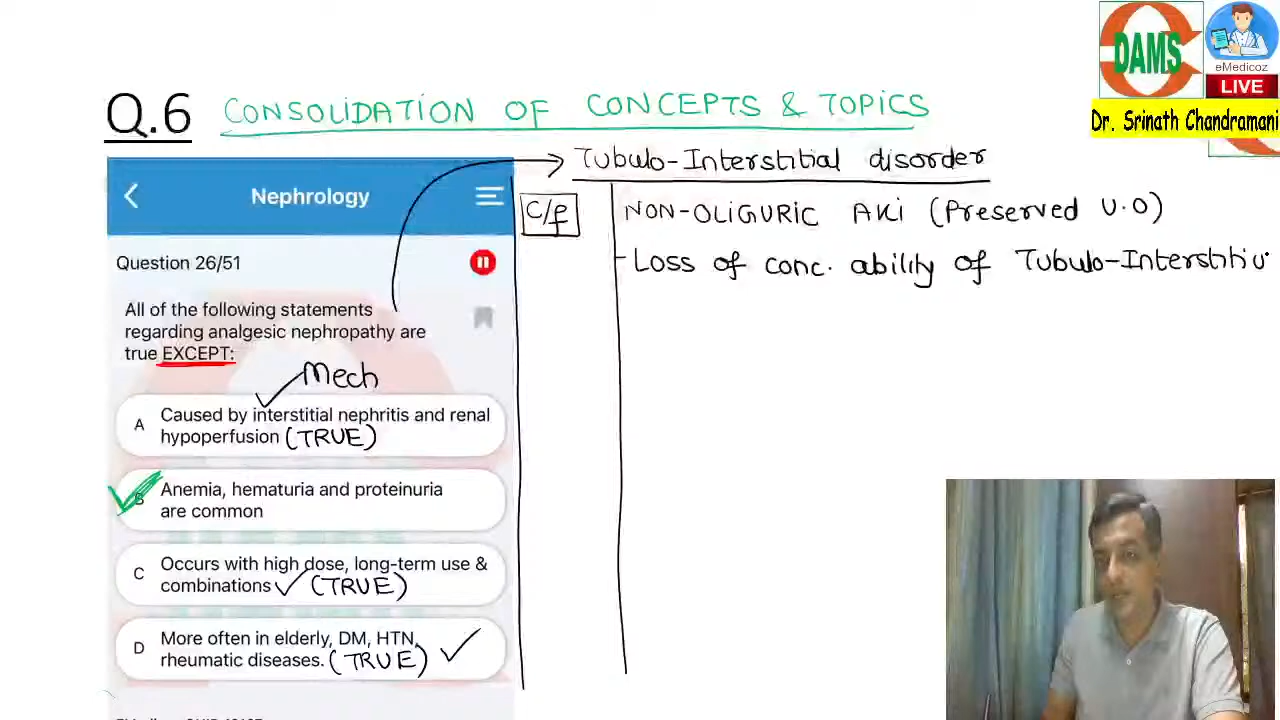 DAMS
eMedicoz
LIVE
Dr. Srinath Chandramani
Q.6 CONSOLIDATION OF CONCEPTS & TOPICS
Tubulo-Interstitial disorder
Nephrology
C/f
NON-OLIGURIC AKI (Preserved U.O)
- Loss of conc. ability of Tubulo-Interstitiu
Question 26/51
All of the following statements
regarding analgesic nephropathy are
true EXCEPT:
Mech
A Caused by interstitial nephritis and renal
hypoperfusion (TRUE)
B Anemia, hematuria and proteinuria
are common
C Occurs with high dose, long-term use &
combinations (TRUE)
D More often in elderly, DM, HTN,
rheumatic diseases. (TRUE)